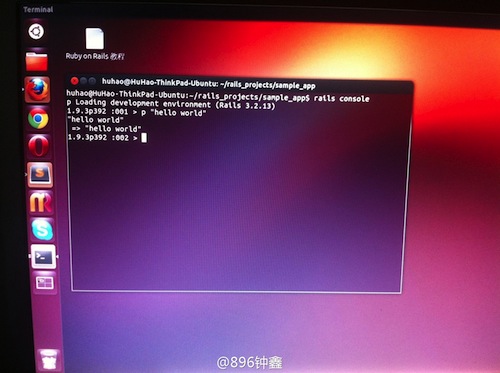 Terminal
Ruby on Rails 教程
huhao@HuHao-ThinkPad-Ubuntu: ~/rails_projects/sample_app
huhao@HuHao-ThinkPad-Ubuntu:~/rails_projects/sample_app$ rails console
p Loading development environment (Rails 3.2.13)
1.9.3p392 :001 > p "hello world"
"hello world"
=> "hello world"
1.9.3p392 :002 >
@896钟鑫